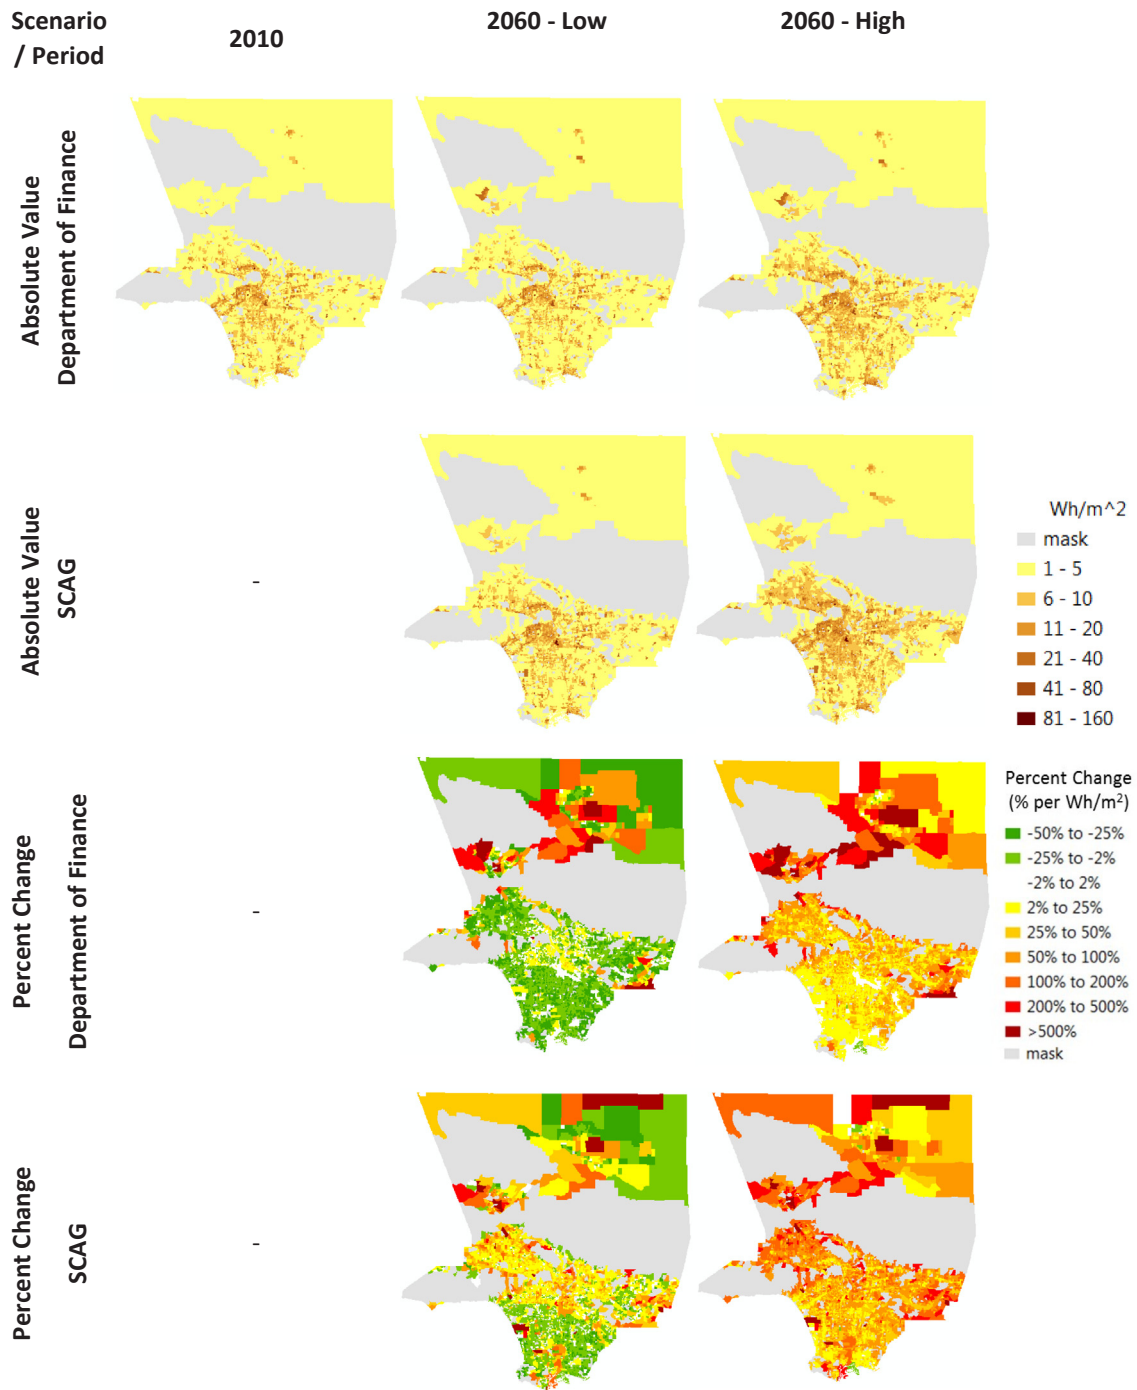 Scenario
/ Period
2010
2060 - Low
2060 - High
Absolute Value
Department of Finance
Absolute Value
SCAG
-
Wh/m^2
mask
1 - 5
6 - 10
11 - 20
21 - 40
41 - 80
81 - 160
Percent Change
Department of Finance
-
Percent Change
(% per Wh/m²)
-50% to -25%
-25% to -2%
-2% to 2%
2% to 25%
25% to 50%
50% to 100%
100% to 200%
200% to 500%
>500%
mask
Percent Change
SCAG
-